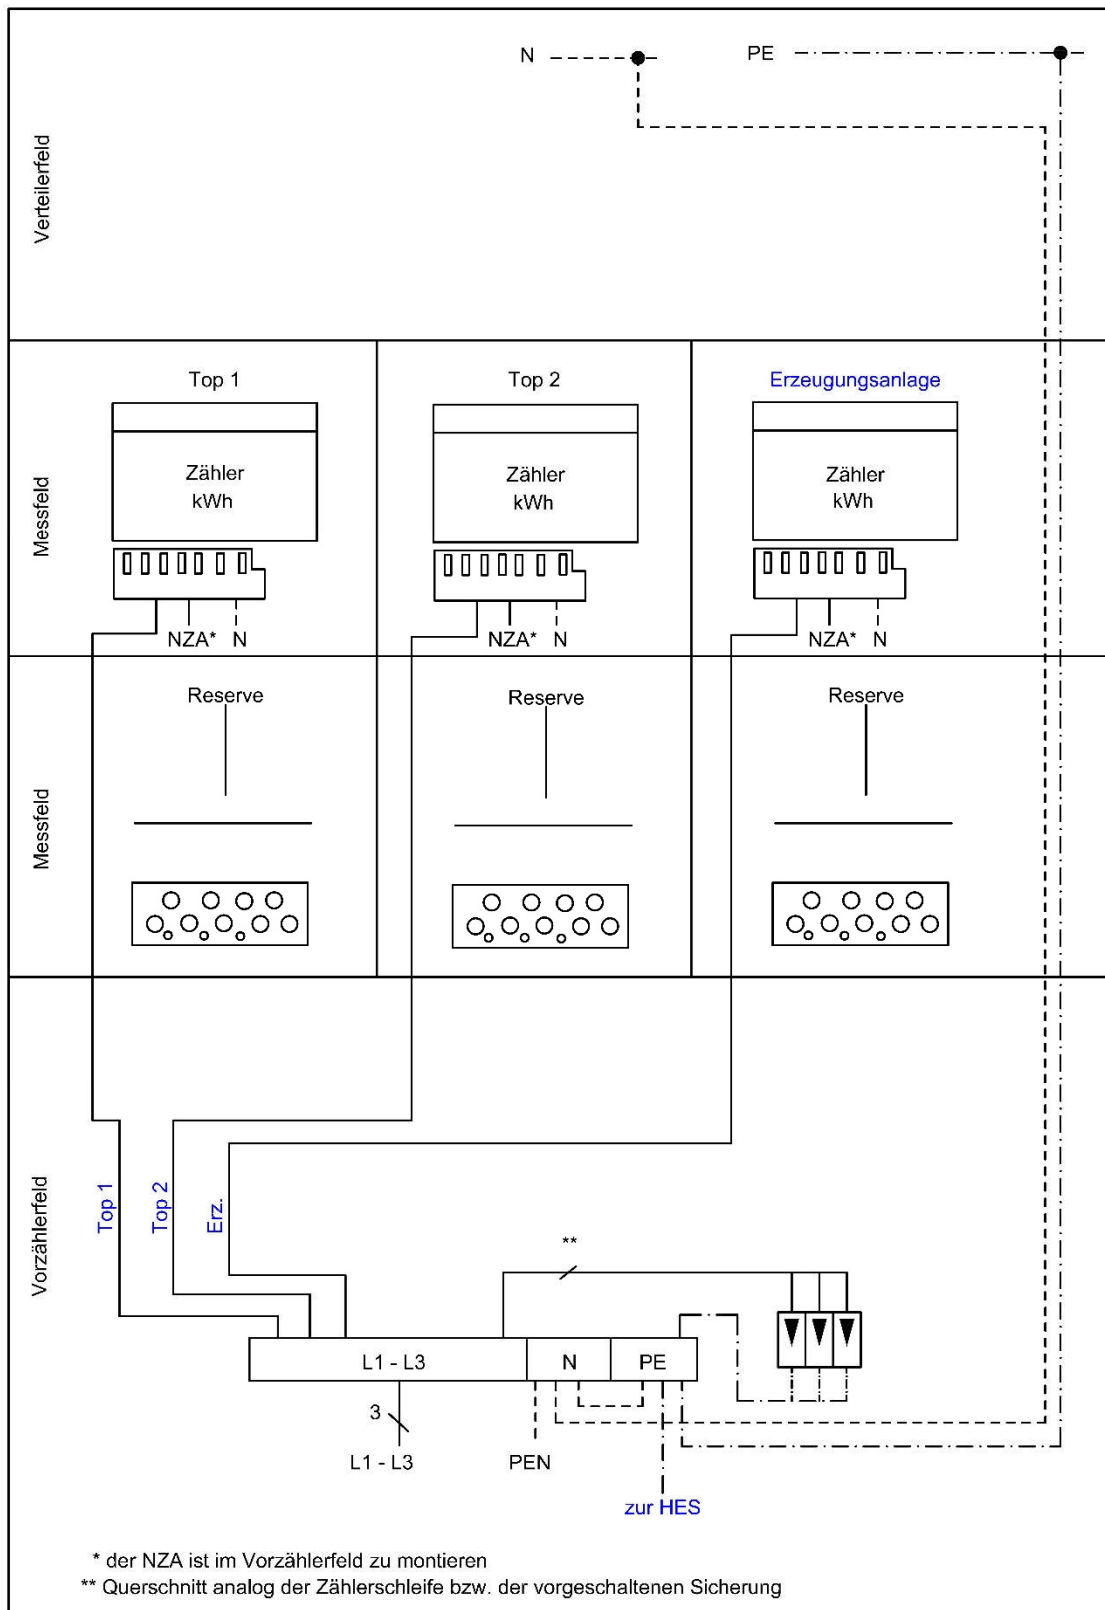 N
PE
Verteilerfeld
Top 1
Top 2
Erzeugungsanlage
Zähler
kWh
Zähler
kWh
Zähler
kWh
Messfeld
NZA*
N
NZA*
N
NZA*
N
Reserve
Reserve
Reserve
Messfeld
Vorzählerfeld
Top 1
Top 2
Erz.
**
L1 - L3
N
PE
3
L1 - L3
PEN
zur HES
* der NZA ist im Vorzählerfeld zu montieren
** Querschnitt analog der Zählerschleife bzw. der vorgeschaltenen Sicherung